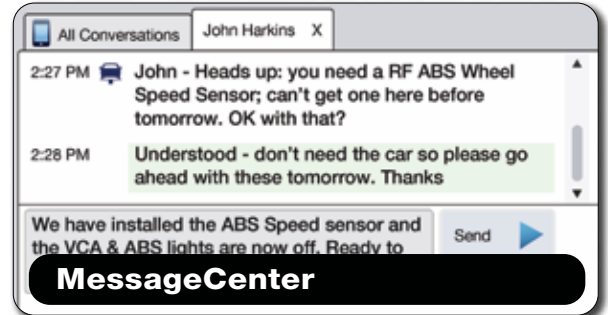 All Conversations
John Harkins X
2:27 PM John - Heads up: you need a RF ABS Wheel
Speed Sensor; can't get one here before
tomorrow. OK with that?
2:28 PM Understood - don't need the car so please go
ahead with these tomorrow. Thanks
We have installed the ABS Speed sensor and
the VCA & ABS lights are now off. Ready to
Send
MessageCenter